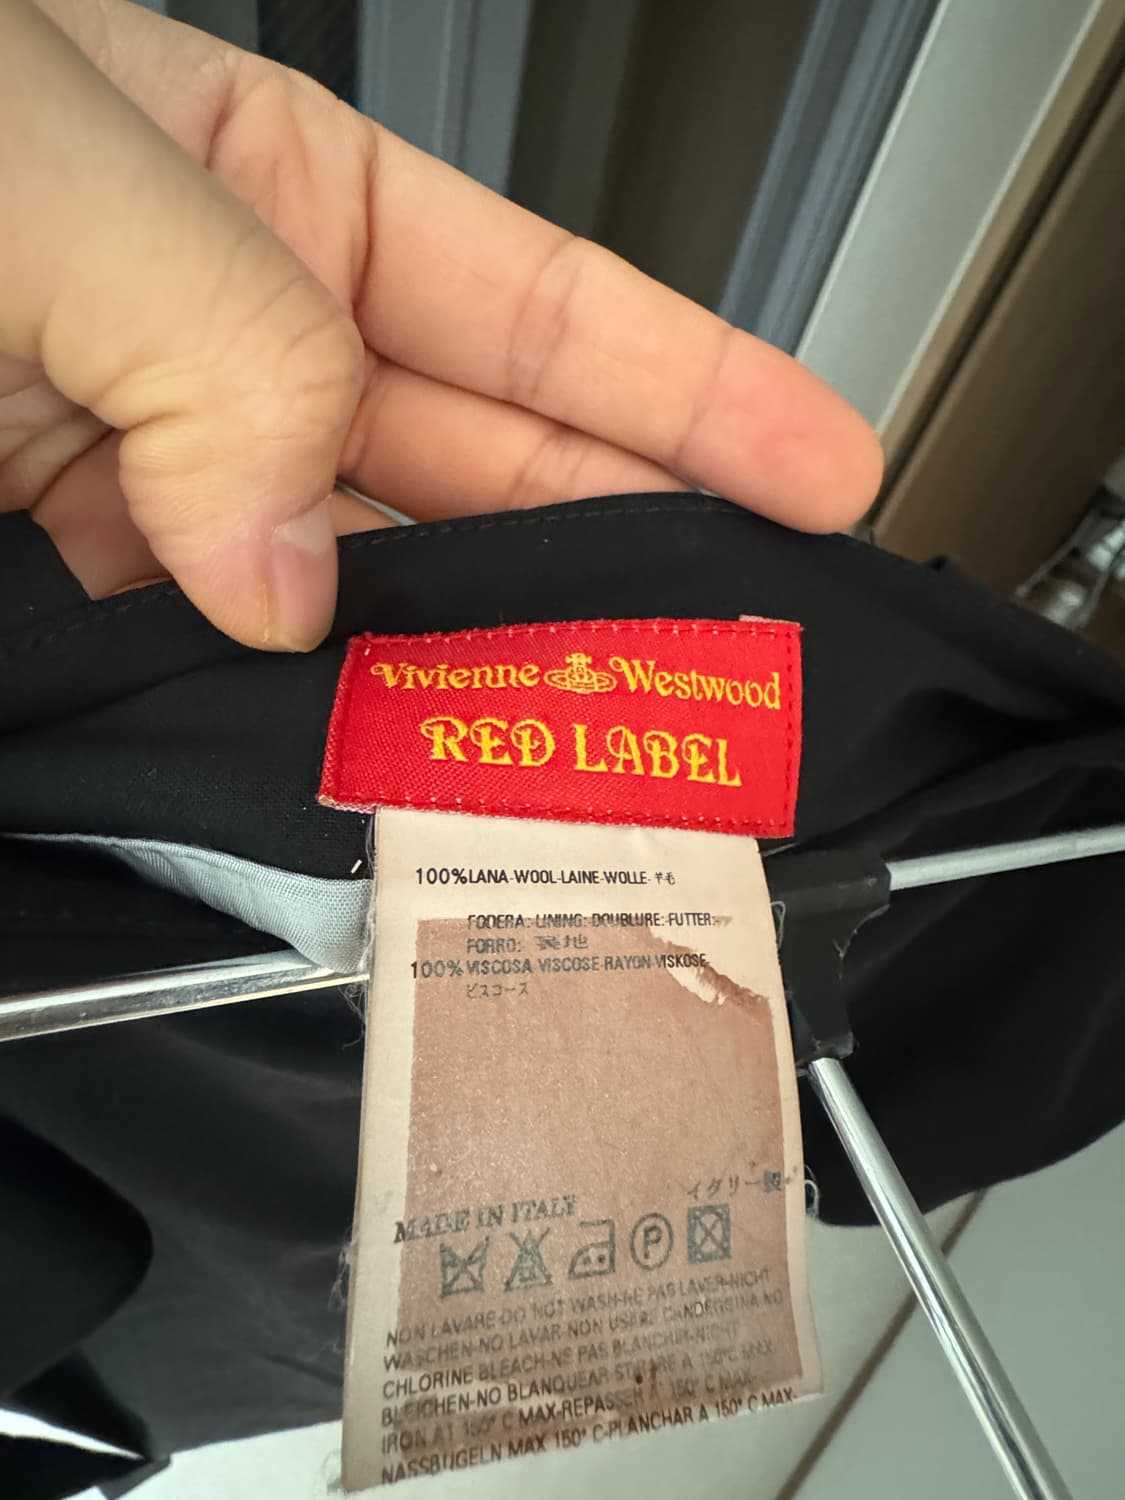 Vivienne Westwood
RED LABEL
100%LANA-WOOL-LAINE-WOLLE-羊毛
FODERA: LINING: DOUBLURE: FUTTER:
FORRO: 裏地
100%VISCOSA-VISCOSE-RAYON-VISKOSE-
ビスコース
イタリー製
MADE IN ITALY
P
NON LAVARE-DO NOT WASH-NE PAS LAVER-NICHT
WASCHEN-NO LAVAR-NON USARE CANDEGGINA-NO
CHLORINE BLEACH-NE PAS BLANCHIR-NICHT
BLEICHEN-NO BLANQUEAR-STIRARE A 150°C MAX-
IRON AT 150° C MAX-REPASSER A 150° C MAX-
NASSBUGELN MAX 150° C-PLANCHAR A 150° C MAX-